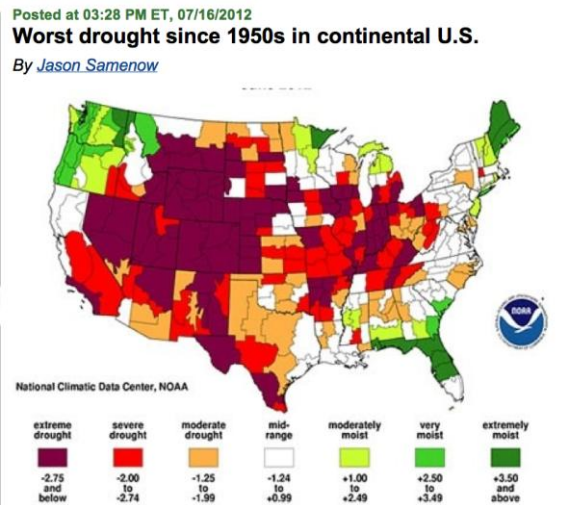 Posted at 03:28 PM ET, 07/16/2012
Worst drought since 1950s in continental U.S.
By Jason Samenow
NOAA
National Climatic Data Center, NOAA
extreme drought
severe drought
moderate drought
mid-range
moderately moist
very moist
extremely moist
-2.75 and below
-2.00 to -2.74
-1.25 to -1.99
-1.24 to +0.99
+1.00 to +2.49
+2.50 to +3.49
+3.50 and above